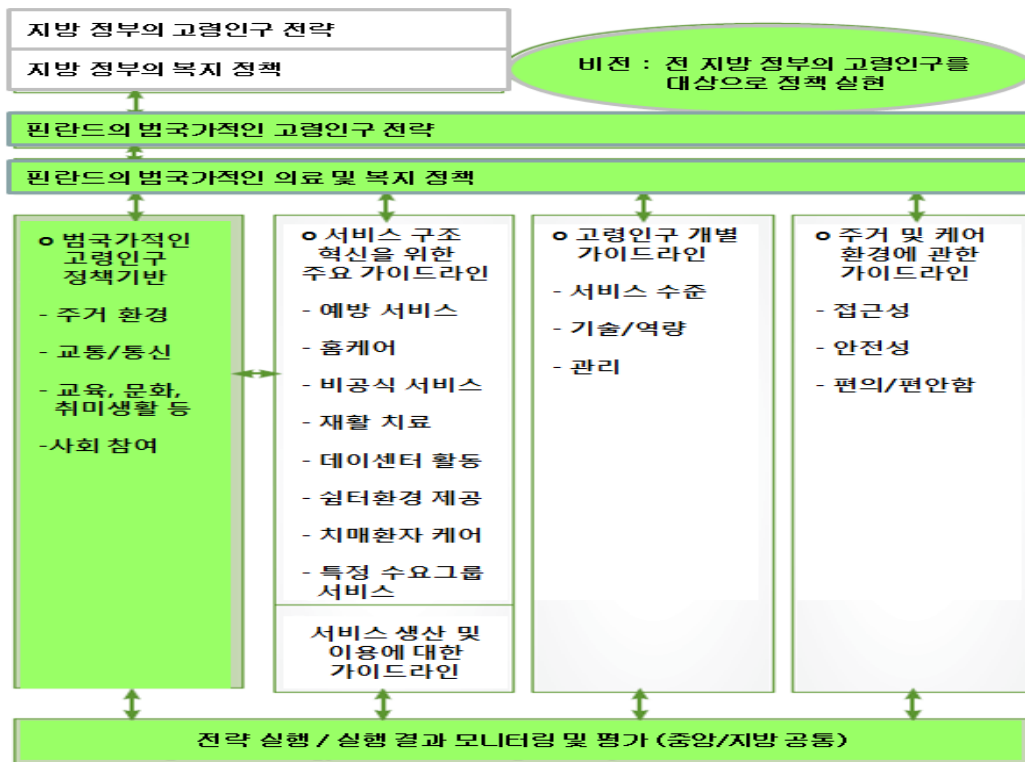 지방 정부의 고령인구 전략
지방 정부의 복지 정책
비전 : 전 지방 정부의 고령인구를
대상으로 정책 실현
핀란드의 범국가적인 고령인구 전략
핀란드의 범국가적인 의료 및 복지 정책
o 범국가적인
고령인구
정책기반
- 주거 환경
- 교통/통신
- 교육, 문화,
취미생활 등
-사회 참여
o 서비스 구조
혁신을 위한
주요 가이드라인
- 예방 서비스
- 홈케어
- 비공식 서비스
- 재활 치료
- 데이센터 활동
- 쉼터환경 제공
- 치매환자 케어
- 특정 수요그룹
서비스
서비스 생산 및
이용에 대한
가이드라인
o 고령인구 개별
가이드라인
- 서비스 수준
- 기술/역량
- 관리
o 주거 및 케어
환경에 관한
가이드라인
- 접근성
- 안전성
- 편의/편안함
전략 실행 / 실행 결과 모니터링 및 평가 (중앙/지방 공통)